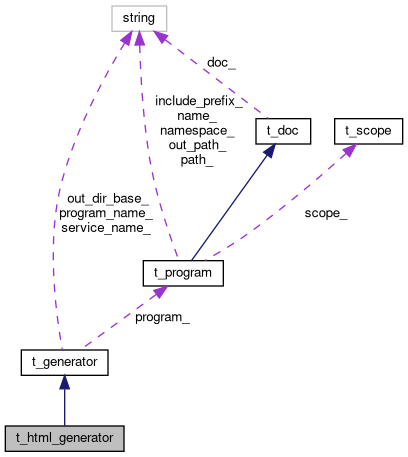 string
doc_
include_prefix_
name_
namespace_
out_path_
path_
t_doc
t_scope
out_dir_base_
program_name_
service_name_
scope_
t_program
program_
t_generator
t_html_generator